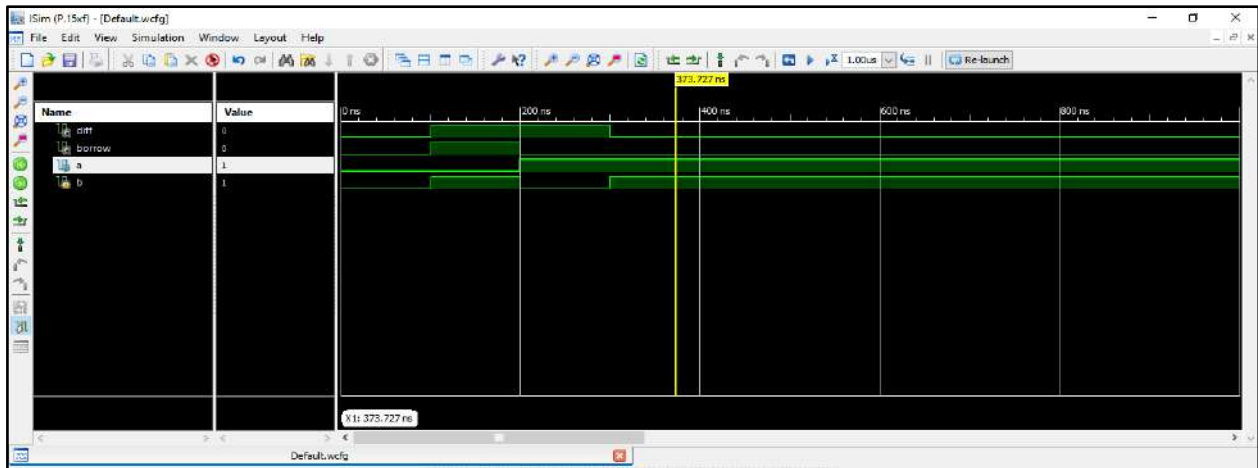 ISim (P.15xf) - [Default.wcfg]
File Edit View Simulation Window Layout Help
1.00us Re-launch
373.727 ns
Name Value 0 ns 200 ns 400 ns 600 ns 800 ns
diff 0
borrow 0
a 1
b 1
X1: 373.727 ns
Default.wcfg